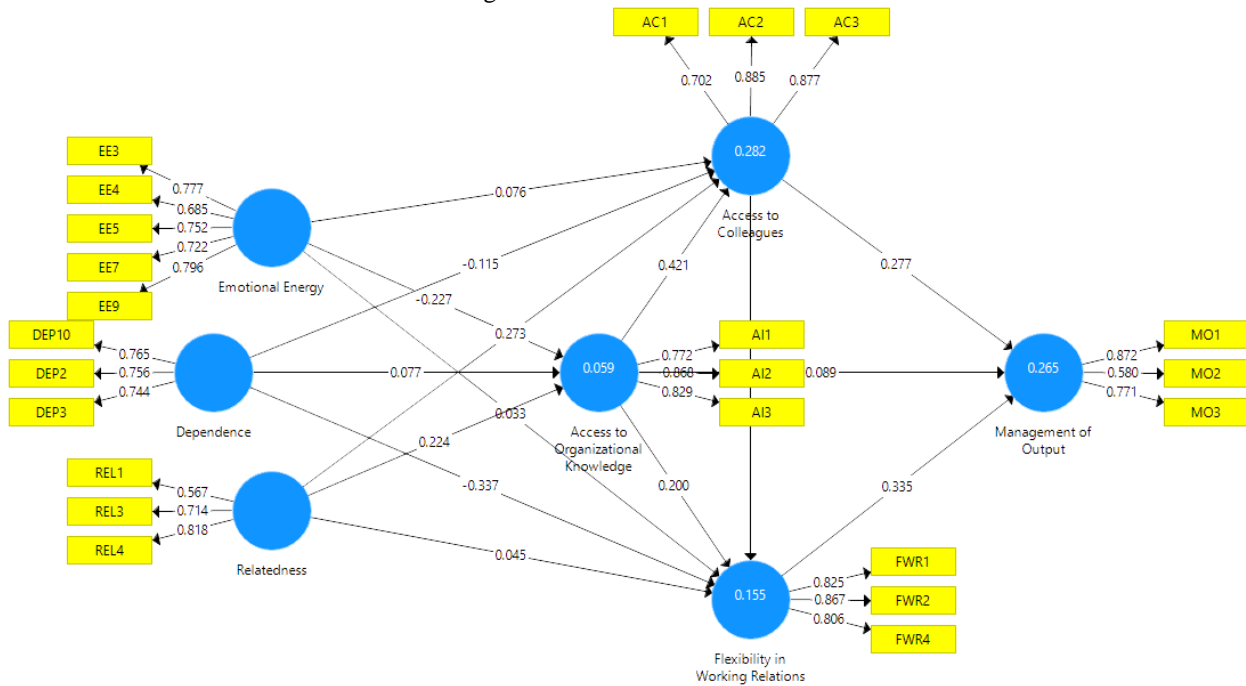 AC1
AC2
AC3
0.702
0.885
0.877
0.282
Access to
Colleagues
EE3
EE4
EE5
EE7
EE9
0.777
0.685
0.752
0.722
0.796
Emotional Energy
0.076
-0.115
-0.227
0.273
0.421
0.277
DEP10
DEP2
DEP3
0.765
0.756
0.744
Dependence
0.077
0.033
-0.337
0.059
Access to
Organizational
Knowledge
0.772
0.868
0.829
AI1
AI2
AI3
0.089
0.265
Management of
Output
0.872
0.580
0.771
MO1
MO2
MO3
REL1
REL3
REL4
0.567
0.714
0.818
Relatedness
0.224
0.045
0.200
0.335
0.155
Flexibility in
Working Relations
0.825
0.867
0.806
FWR1
FWR2
FWR4